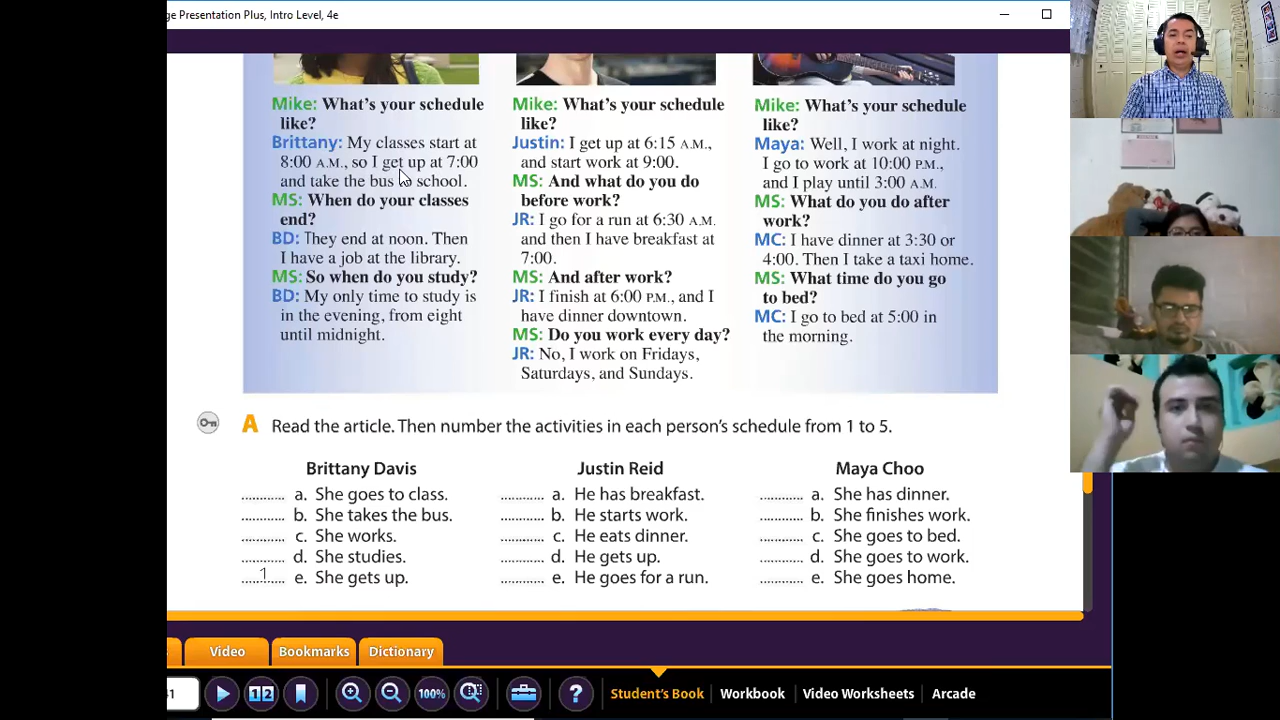 ge Presentation Plus, Intro Level, 4e
Mike: What's your schedule
like?
Brittany: My classes start at
8:00 A.M., so I get up at 7:00
and take the bus to school.
MS: When do your classes
end?
BD: They end at noon. Then
I have a job at the library.
MS: So when do you study?
BD: My only time to study is
in the evening, from eight
until midnight.
Mike: What's your schedule
like?
Justin: I get up at 6:15 A.M.,
and start work at 9:00.
MS: And what do you do
before work?
JR: I go for a run at 6:30 A.M.
and then I have breakfast at
7:00.
MS: And after work?
JR: I finish at 6:00 P.M., and I
have dinner downtown.
MS: Do you work every day?
JR: No, I work on Fridays,
Saturdays, and Sundays.
Mike: What's your schedule
like?
Maya: Well, I work at night.
I go to work at 10:00 P.M.,
and I play until 3:00 A.M.
MS: What do you do after
work?
MC: I have dinner at 3:30 or
4:00. Then I take a taxi home.
MS: What time do you go
to bed?
MC: I go to bed at 5:00 in
the morning.
A Read the article. Then number the activities in each person's schedule from 1 to 5.
Brittany Davis
............ a. She goes to class.
............ b. She takes the bus.
............ c. She works.
............ d. She studies.
.....1...... e. She gets up.
Justin Reid
............ a. He has breakfast.
............ b. He starts work.
............ c. He eats dinner.
............ d. He gets up.
............ e. He goes for a run.
Maya Choo
............ a. She has dinner.
............ b. She finishes work.
............ c. She goes to bed.
............ d. She goes to work.
............ e. She goes home.
Video Bookmarks Dictionary
1 2 100% ? Student's Book Workbook Video Worksheets Arcade